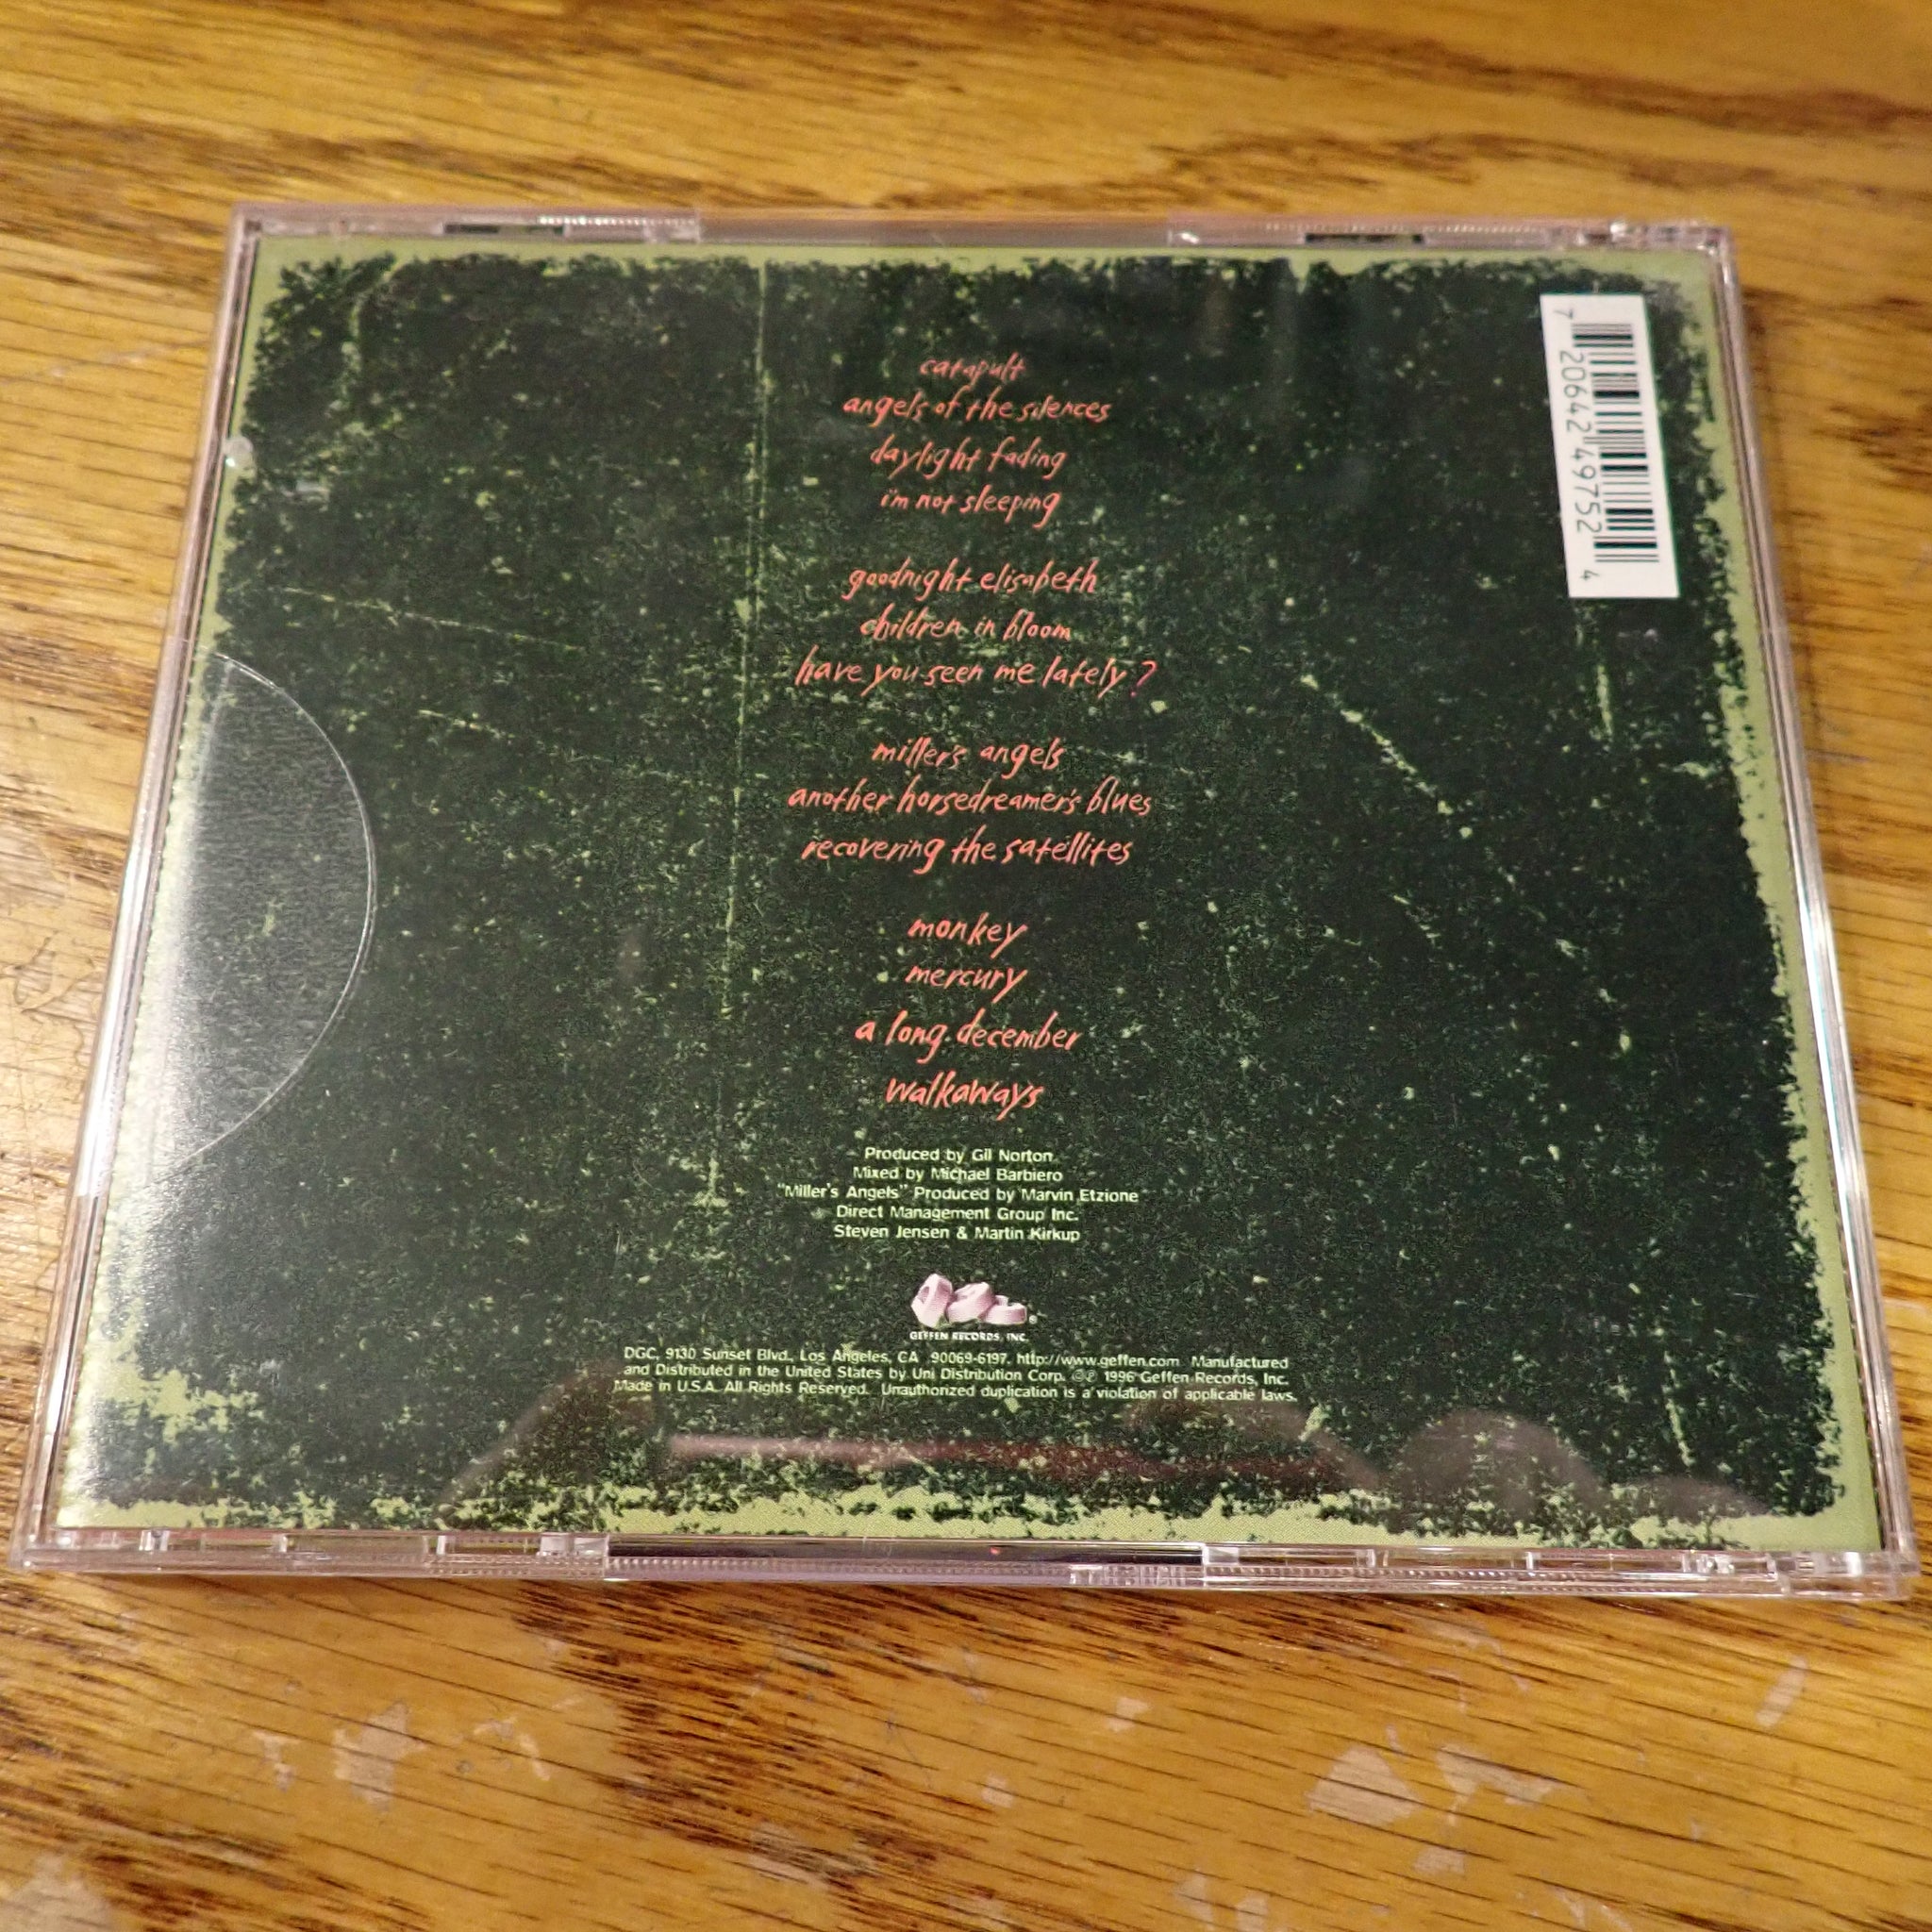 catapult
angels of the silences
daylight fading
i'm not sleeping
goodnight elisabeth
children in bloom
have you seen me lately?
miller's angels
another horsedreamer's blues
recovering the satellites
monkey
mercury
a long december
walkaways
Produced by Gil Norton
Mixed by Michael Barbiero
"Miller's Angels" Produced by Marvin Etzione
Direct Management Group Inc.
Steven Jensen & Martin Kirkup
GEFFEN RECORDS, INC.
DGC, 9130 Sunset Blvd., Los Angeles, CA 90069-6197. http://www.geffen.com Manufactured
and Distributed in the United States by Uni Distribution Corp. ©℗ 1996 Geffen Records, Inc.
Made in U.S.A. All Rights Reserved. Unauthorized duplication is a violation of applicable laws.
7 20642 49752 4